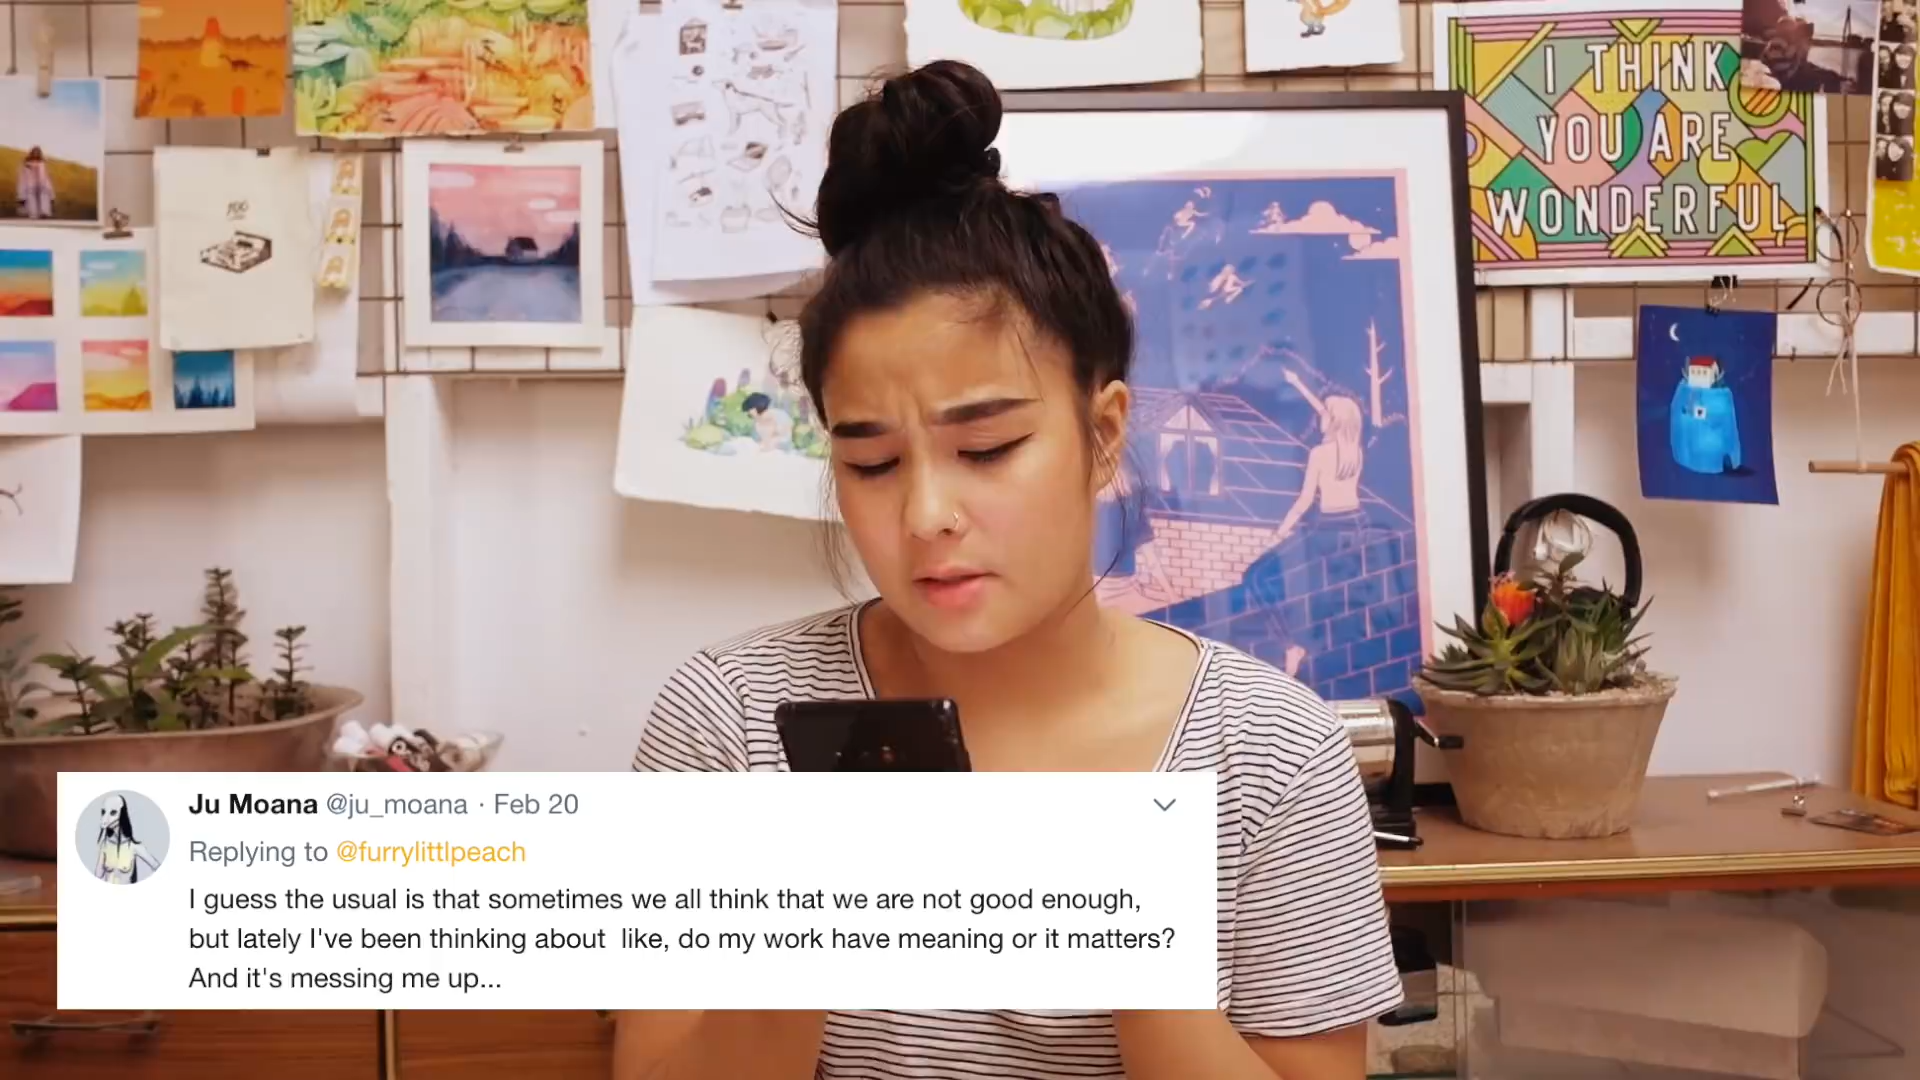 I THINK
YOU ARE
WONDERFUL
Ju Moana @ju_moana · Feb 20
Replying to @furrylittlpeach
I guess the usual is that sometimes we all think that we are not good enough,
but lately I've been thinking about like, do my work have meaning or it matters?
And it's messing me up...